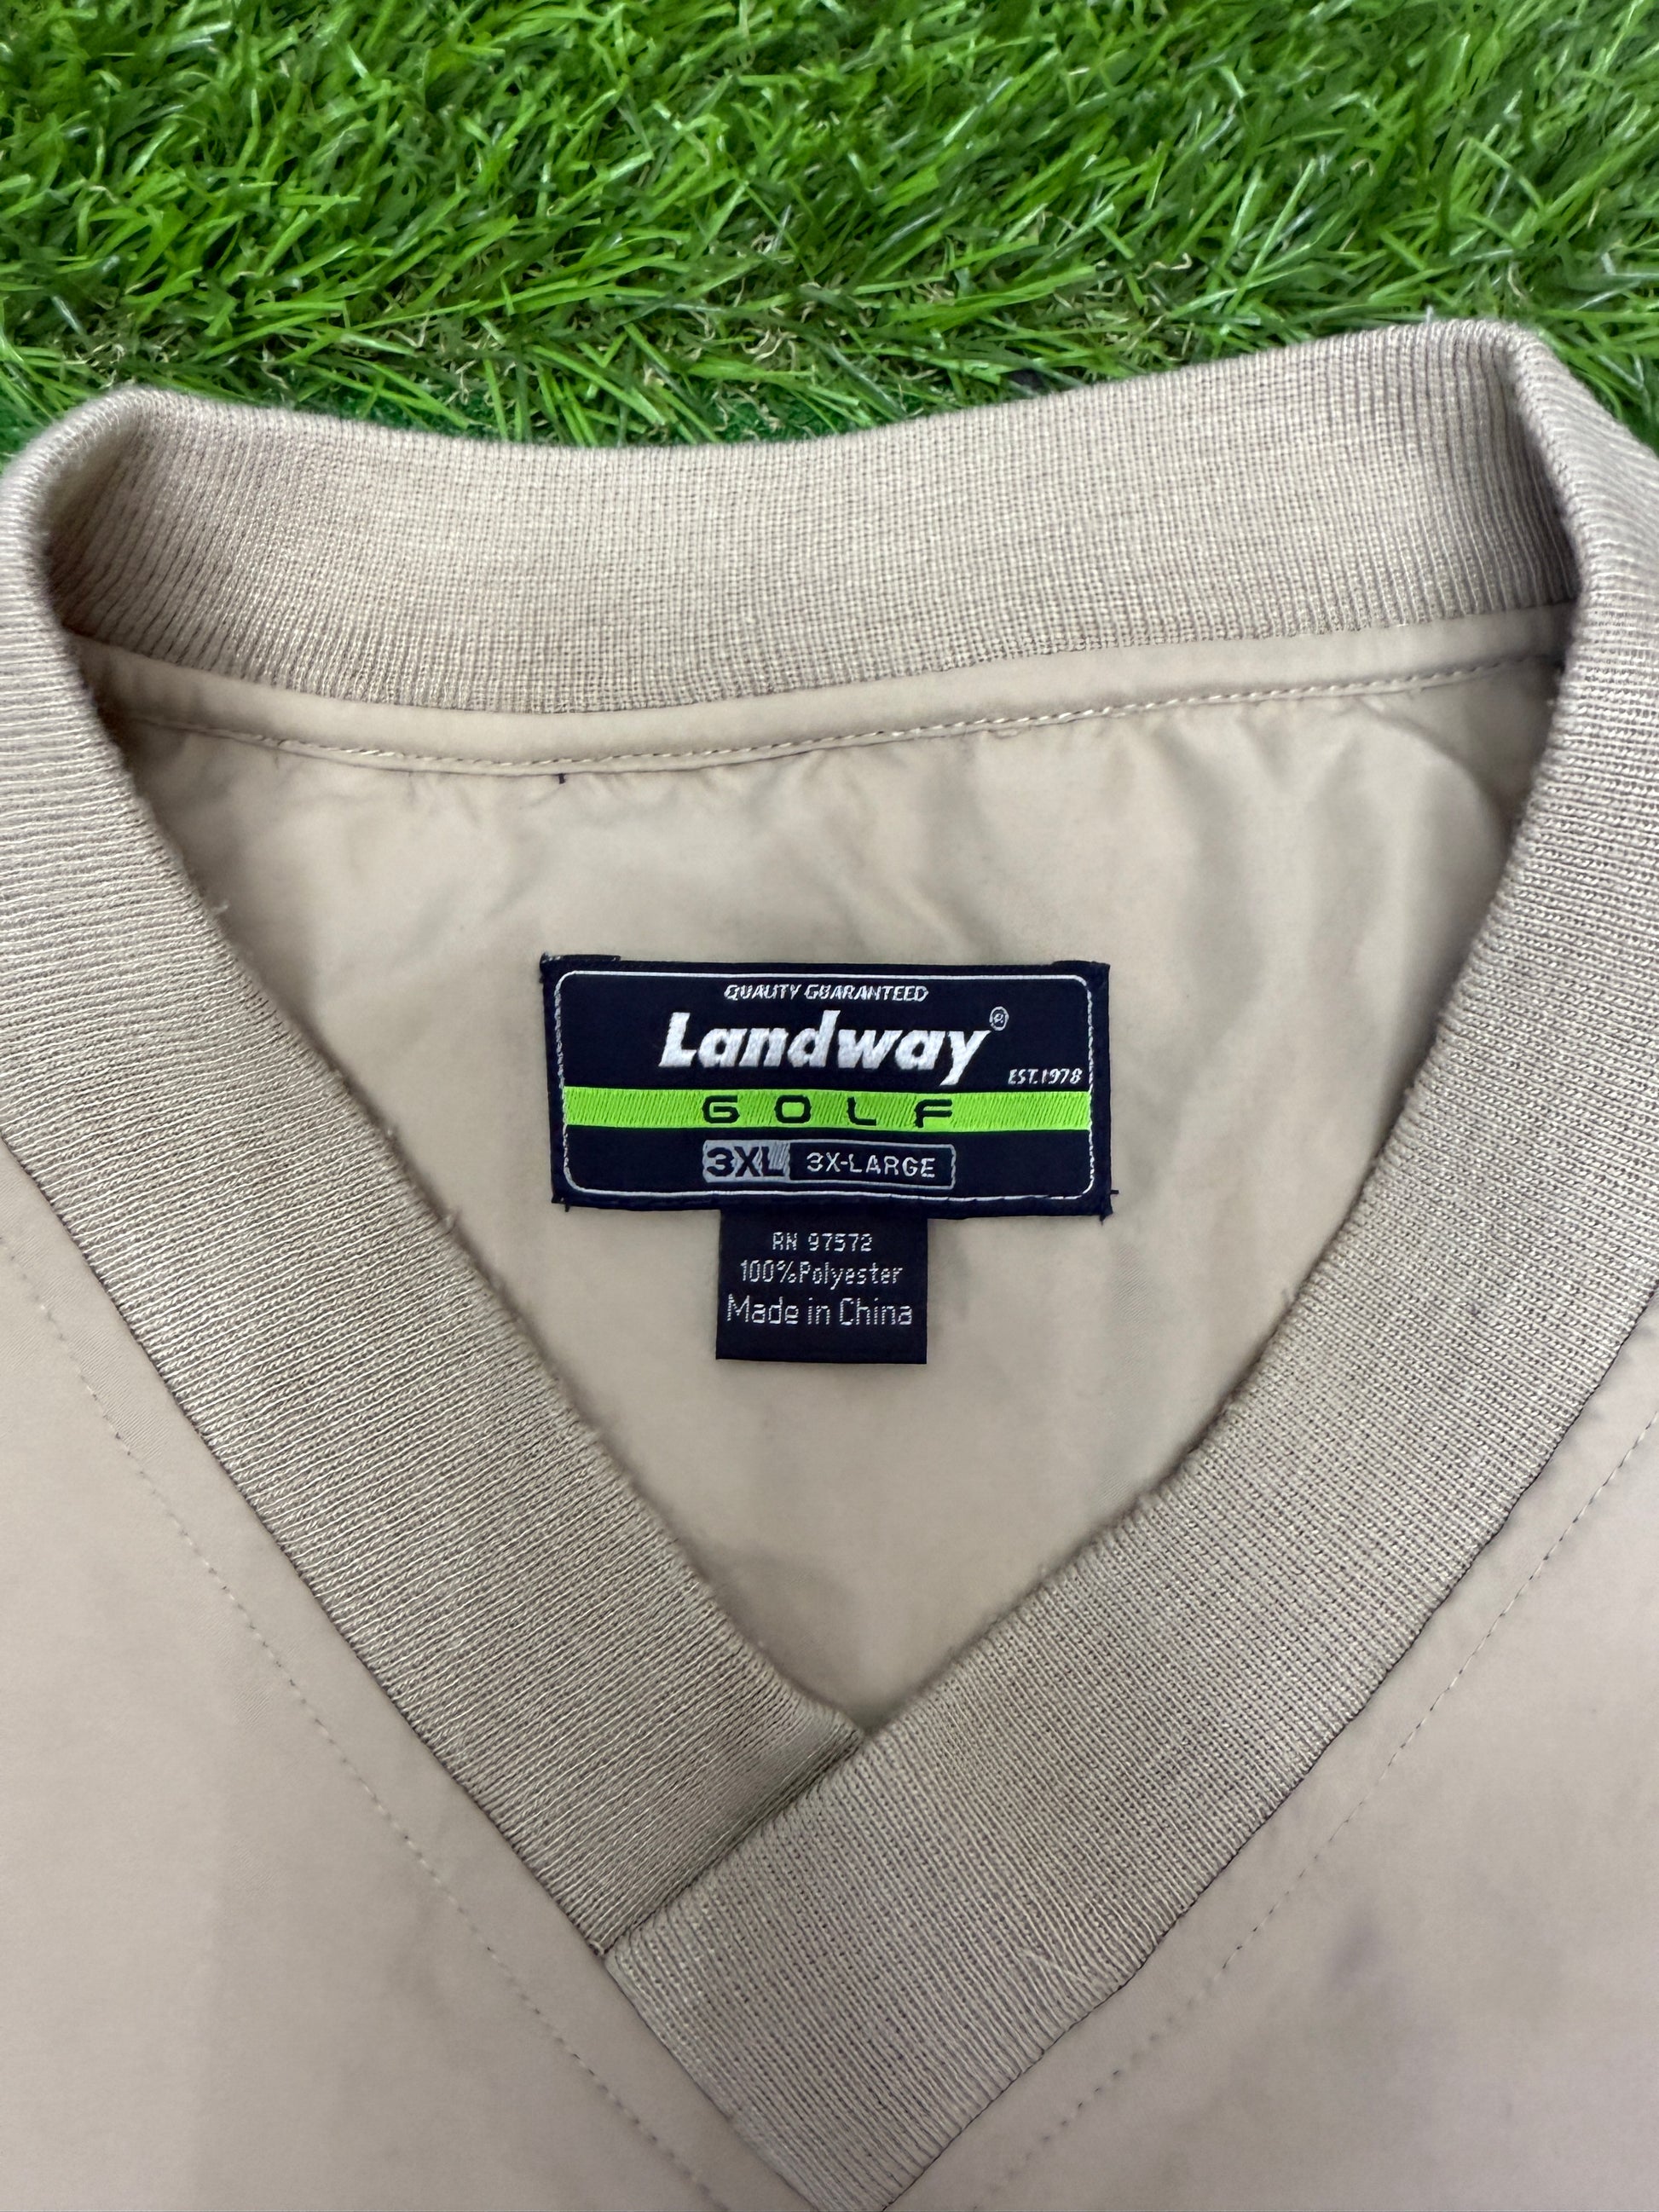 QUALITY GUARANTEED
Landway®
EST.1978
GOLF
3XL 3X-LARGE
RN 97572
100%Polyester
Made in China